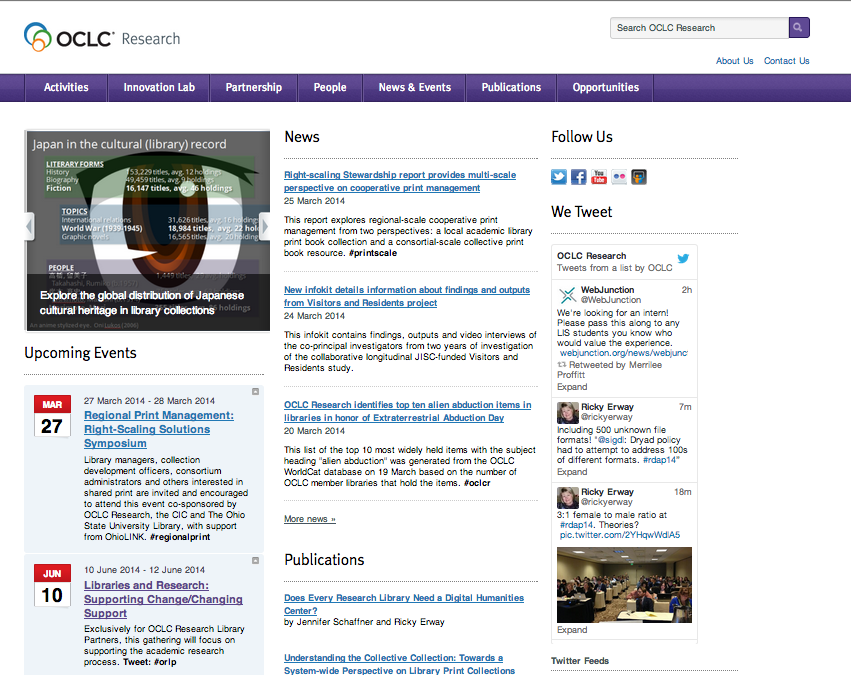 OCLC® Research
Search OCLC Research
About Us Contact Us
Activities Innovation Lab Partnership People News & Events Publications Opportunities
Japan in the cultural (library) record
LITERARY FORMS
History 153,229 titles, avg. 12 holdings
Biography 49,459 titles, avg. 9 holdings
Fiction 16,147 titles, avg. 46 holdings
TOPICS
International relations 31,626 titles, avg. 16 holdings
World War (1939-1945) 18,984 titles, avg. 22 holdings
Graphic novels 16,565 titles, avg. 20 holdings
PEOPLE
Explore the global distribution of Japanese
cultural heritage in library collections
Upcoming Events
MAR
27
27 March 2014 - 28 March 2014
Regional Print Management:
Right-Scaling Solutions
Symposium
Library managers, collection
development officers, consortium
administrators and others interested in
shared print are invited and encouraged
to attend this event co-sponsored by
OCLC Research, the CIC and The Ohio
State University Library, with support
from OhioLINK. #regionalprint
JUN
10
10 June 2014 - 12 June 2014
Libraries and Research:
Supporting Change/Changing
Support
Exclusively for OCLC Research Library
Partners, this gathering will focus on
supporting the academic research
process. Tweet: #orlp
News
Right-scaling Stewardship report provides multi-scale
perspective on cooperative print management
25 March 2014
This report explores regional-scale cooperative print
management from two perspectives: a local academic library
print book collection and a consortial-scale collective print
book resource. #printscale
New infokit details information about findings and outputs
from Visitors and Residents project
24 March 2014
This infokit contains findings, outputs and video interviews of
the co-principal investigators from two years of investigation
of the collaborative longitudinal JISC-funded Visitors and
Residents study.
OCLC Research identifies top ten alien abduction items in
libraries in honor of Extraterrestrial Abduction Day
20 March 2014
This list of the top 10 most widely held items with the subject
heading "alien abduction" was generated from the OCLC
WorldCat database on 19 March based on the number of
OCLC member libraries that hold the items. #oclcr
More news »
Publications
Does Every Research Library Need a Digital Humanities
Center?
by Jennifer Schaffner and Ricky Erway
Understanding the Collective Collection: Towards a
System-wide Perspective on Library Print Collections
Follow Us
You
Tube
We Tweet
OCLC Research
Tweets from a list by OCLC
WebJunction 2h
@WebJunction
We're looking for an intern!
Please pass this along to any
LIS students you know who
would value the experience.
webjunction.org/news/webjunc
Retweeted by Merrilee
Proffitt
Expand
Ricky Erway 7m
@rickyerway
Including 500 unknown file
formats! "@sigdl: Dryad policy
had to attempt to address 100s
of different formats. #rdap14"
Expand
Ricky Erway 18m
@rickyerway
3:1 female to male ratio at
#rdap14. Theories?
pic.twitter.com/2YHqwWdlA5
Expand
Twitter Feeds